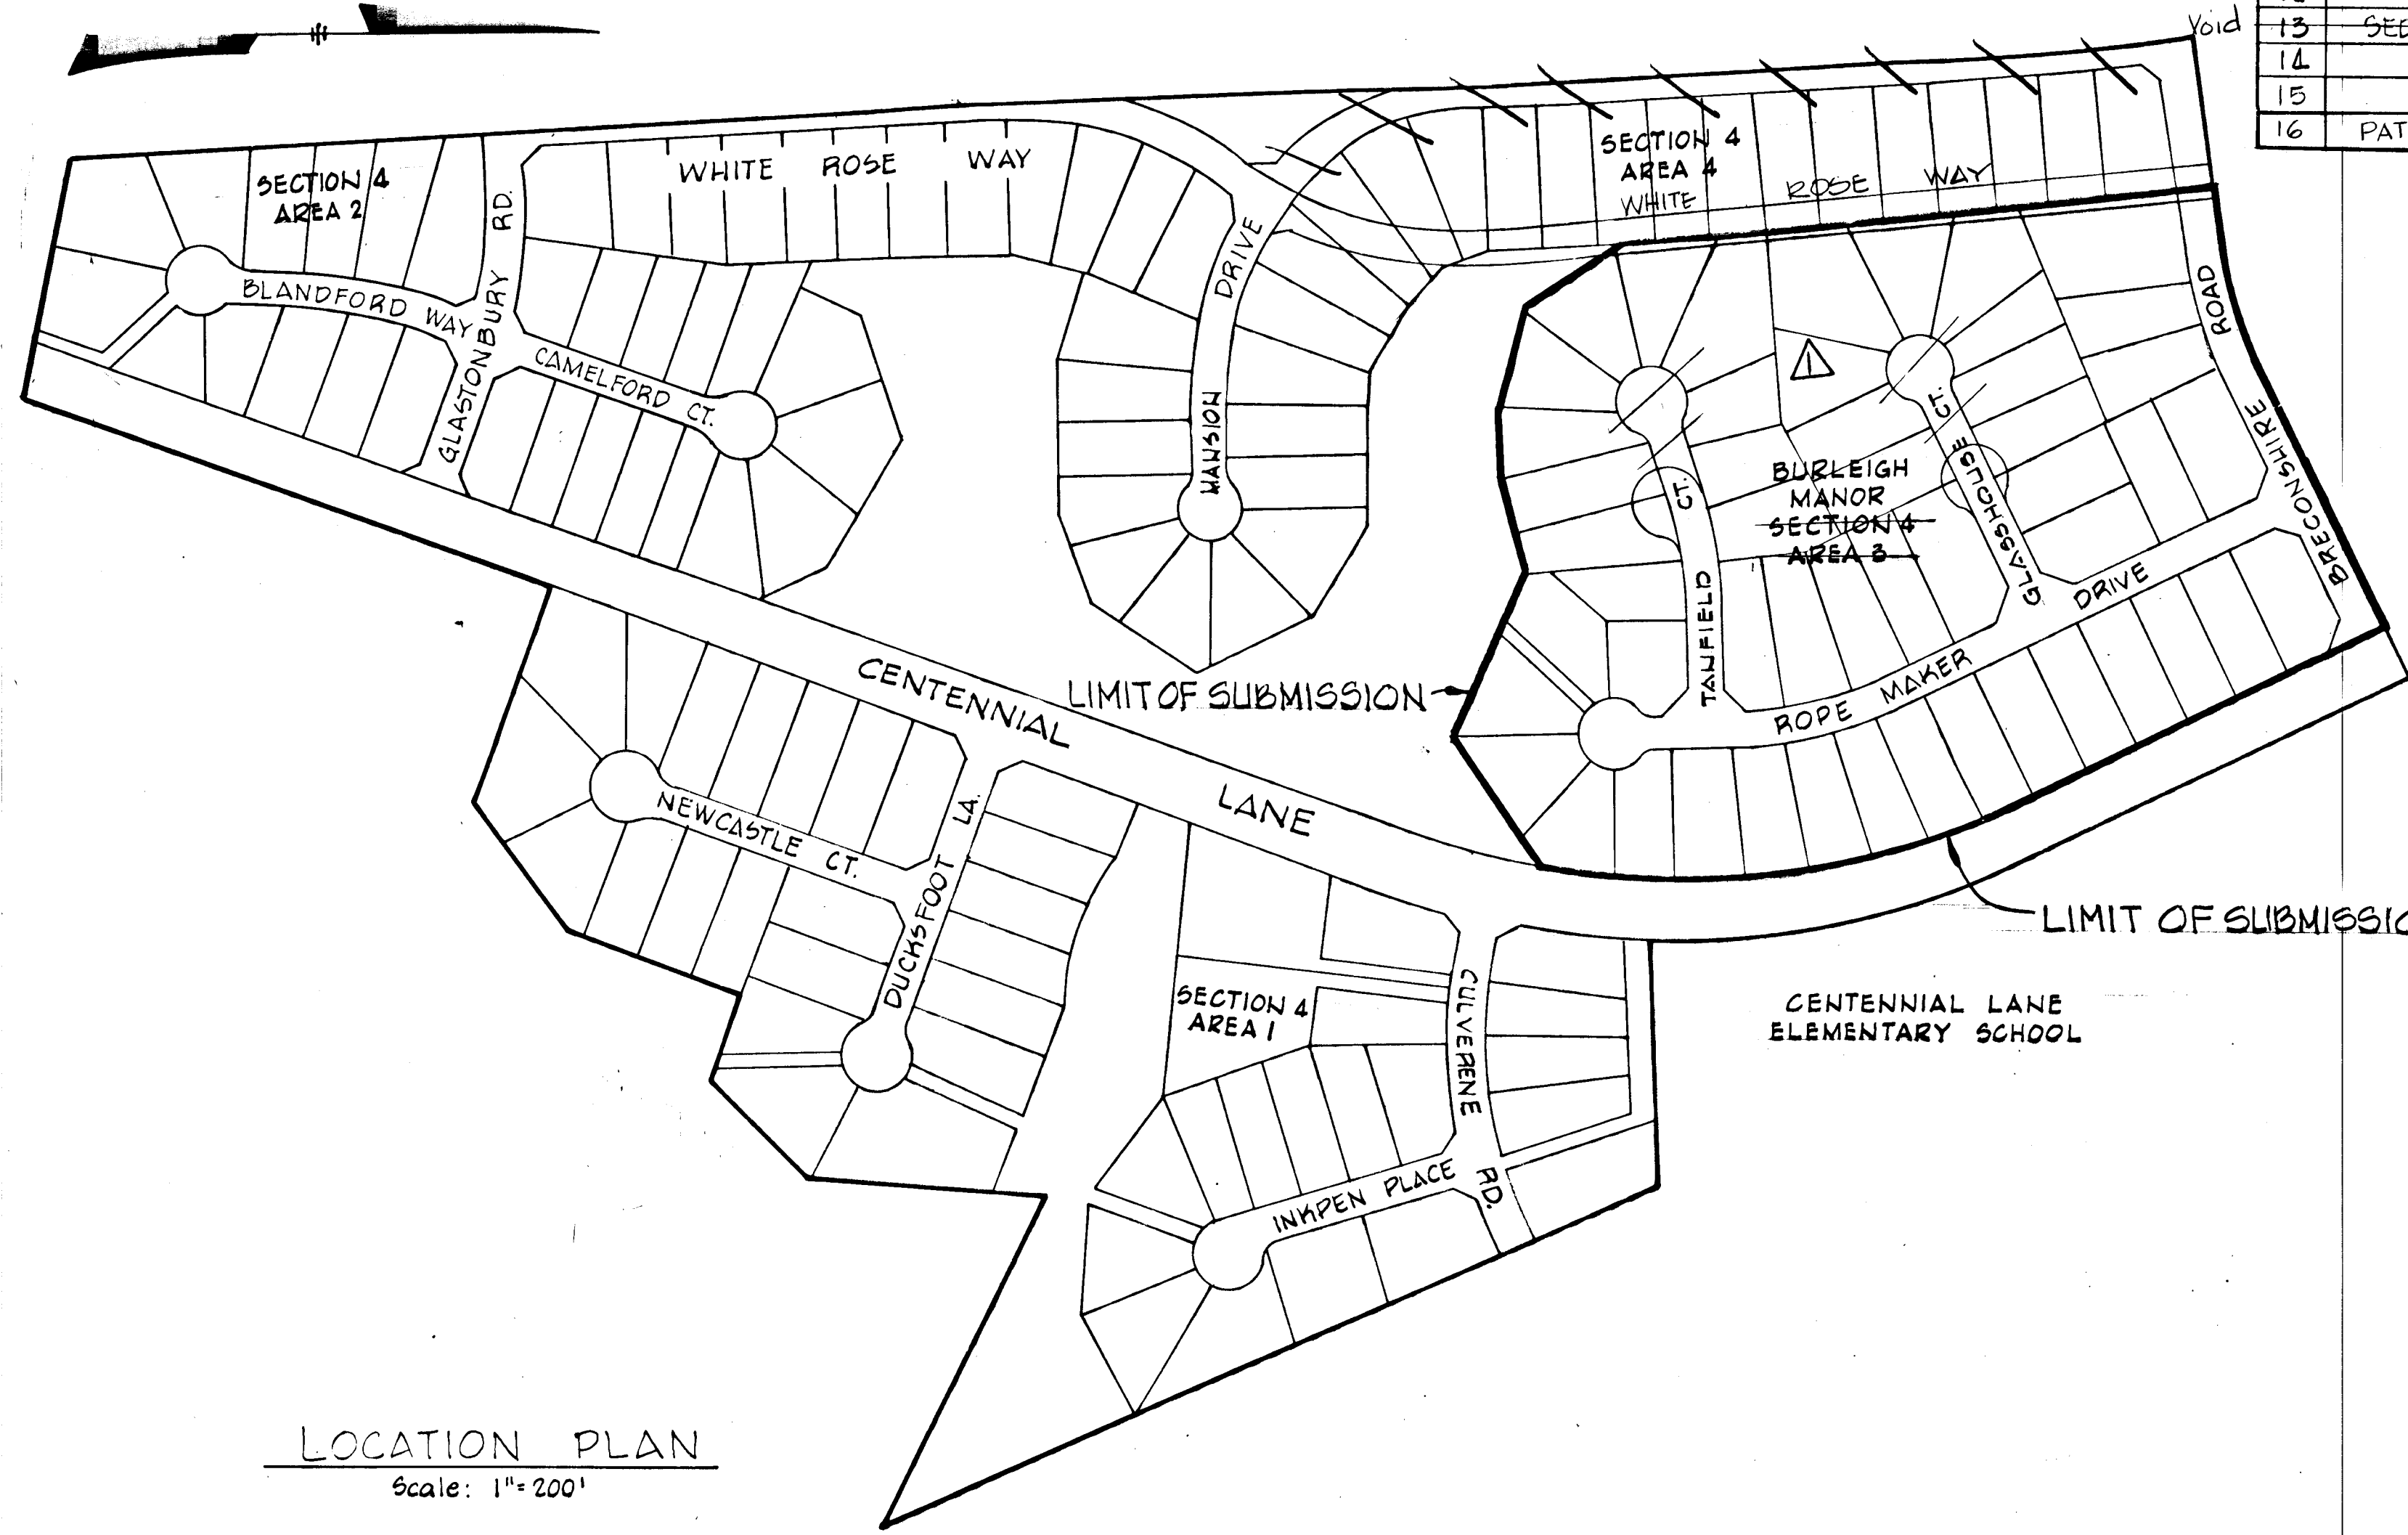 Void
13 SEE
14
15
16 PAT
SECTION 4
AREA 2
BLANDFORD WAY
GLASTONBURY RD.
CAMELFORD CT.
WHITE ROSE WAY
MANSION DRIVE
SECTION 4
AREA 4
WHITE ROSE WAY
BRECONSHIRE ROAD
1
GLASSHOUSE CT.
TANFIELD CT.
BURLEIGH
MANOR
SECTION 4
AREA 3
ROPE MAKER DRIVE
LIMIT OF SUBMISSION
CENTENNIAL LANE
NEWCASTLE CT.
DUCKSFOOT LA.
LIMIT OF SUBMISSIO
SECTION 4
AREA 1
CULVERENE RD.
CENTENNIAL LANE
ELEMENTARY SCHOOL
INKPEN PLACE
LOCATION PLAN
Scale: 1"=200'